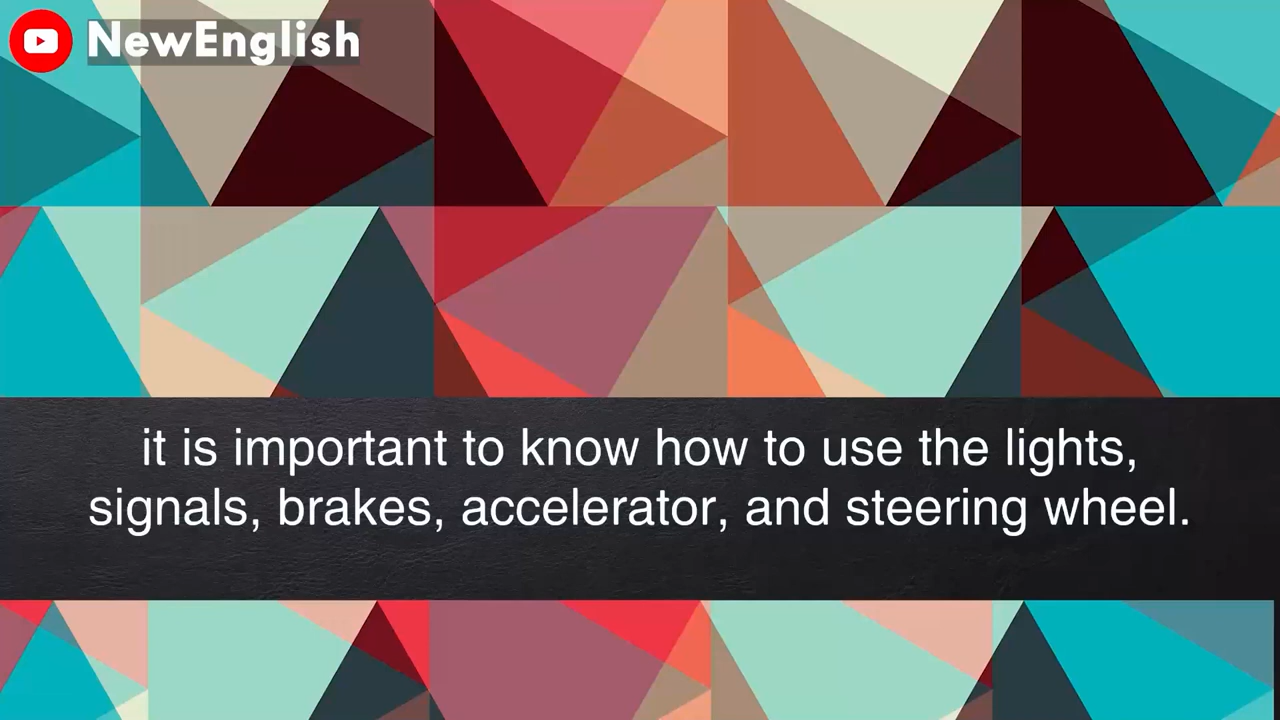 NewEnglish
it is important to know how to use the lights,
signals, brakes, accelerator, and steering wheel.